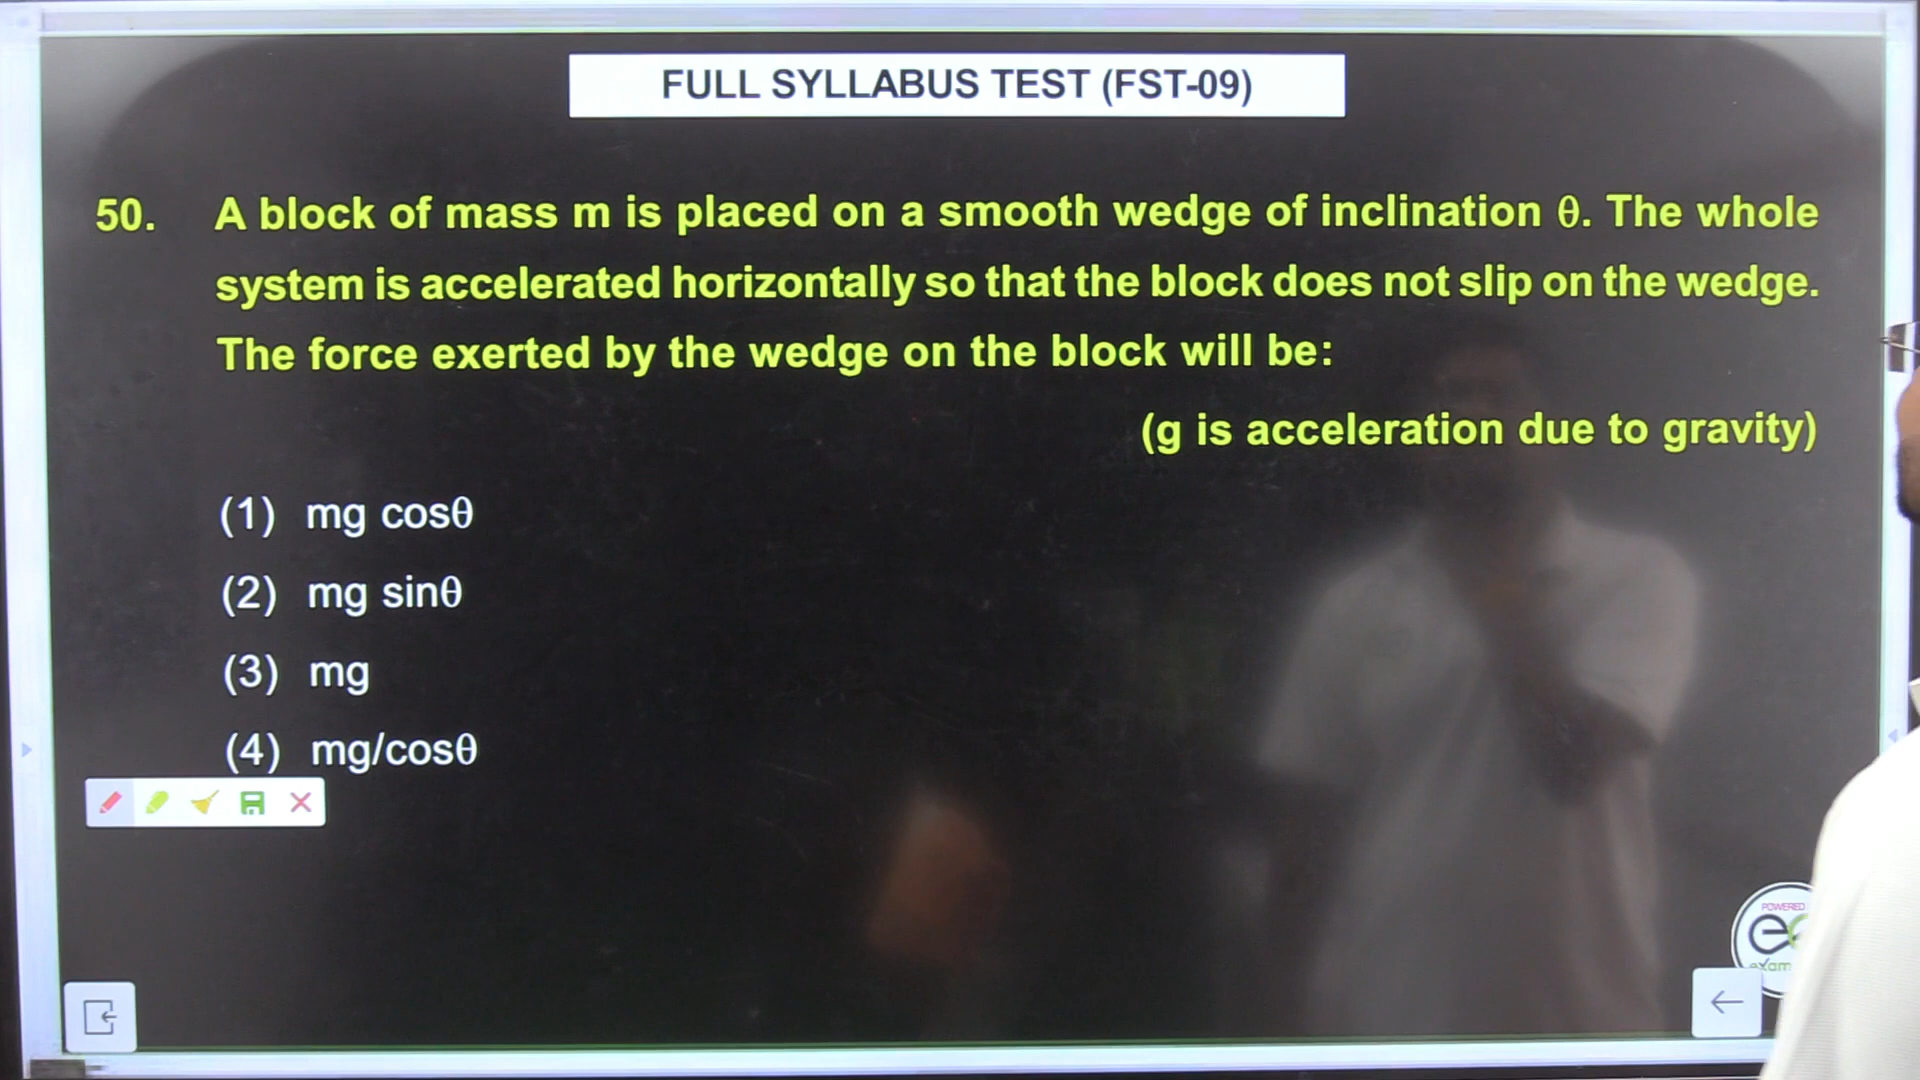 FULL SYLLABUS TEST (FST-09)
50. A block of mass m is placed on a smooth wedge of inclination θ. The whole
system is accelerated horizontally so that the block does not slip on the wedge.
The force exerted by the wedge on the block will be:
(g is acceleration due to gravity)
(1) mg cosθ
(2) mg sinθ
(3) mg
(4) mg/cosθ
POWERED
exam